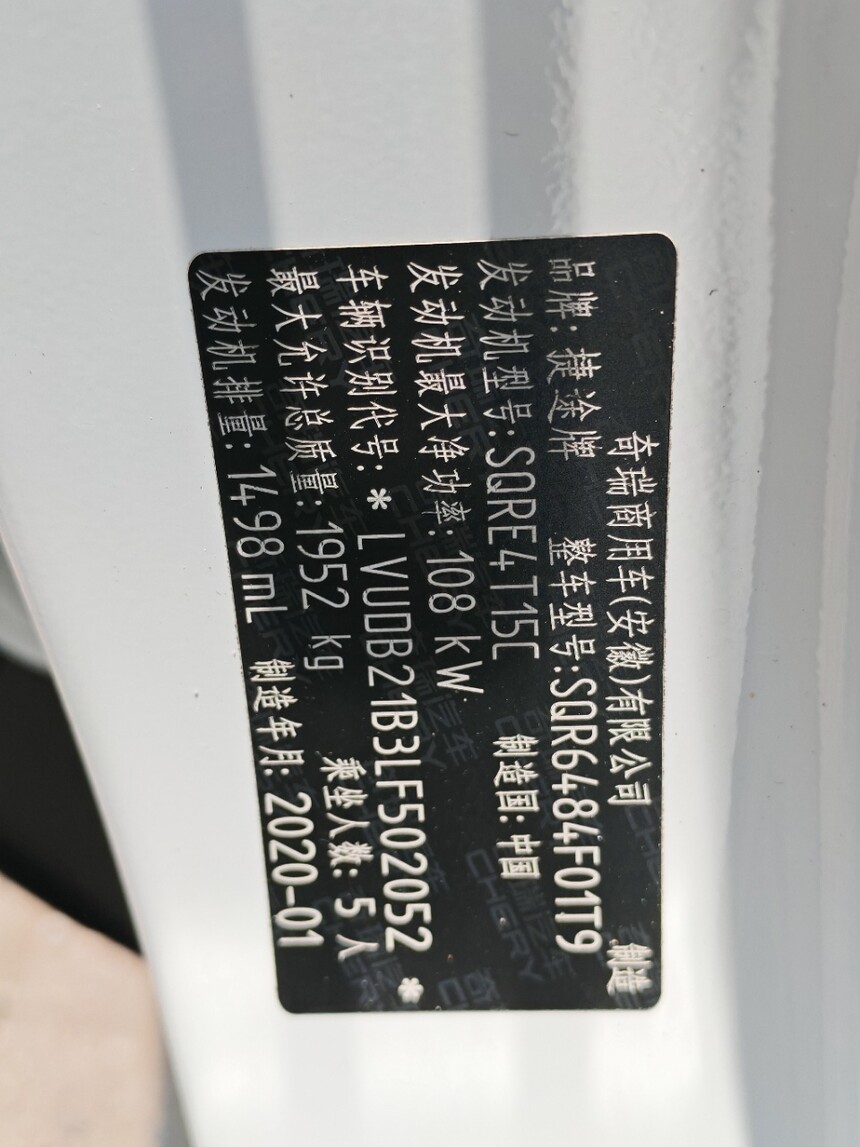 奇瑞商用车(安徽)有限公司 制造
品牌: 捷途牌 整车型号:SQR6484F01T9
发动机型号:SQRE4T15C 制造国:中国
发动机最大净功率:108 kW
车辆识别代号:*LVUDB21B3LF502052*
最大允许总质量:1952 kg 乘坐人数: 5 人
发动机排量:1498 mL 制造年月:2020-01